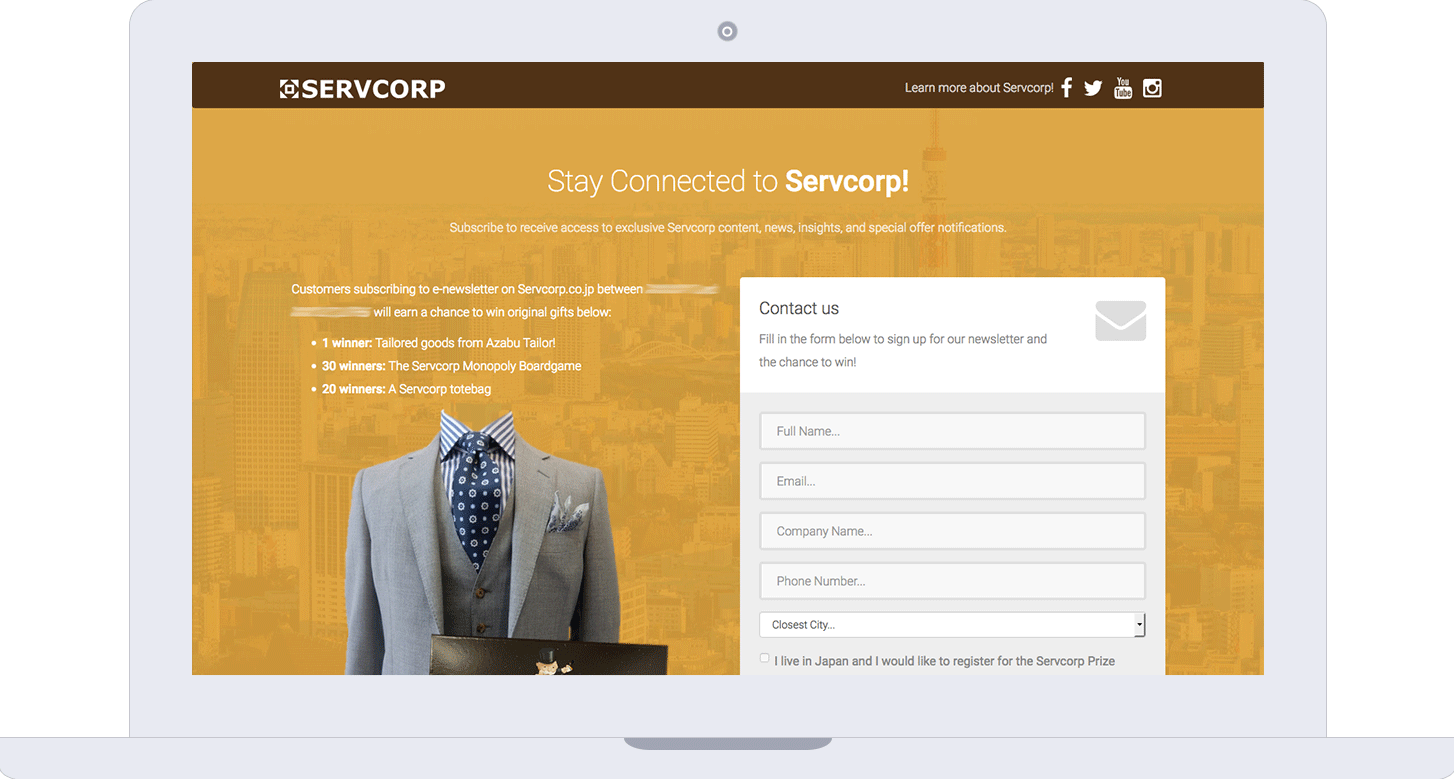 SERVCORP
Learn more about Servcorp!
You
Tube
Stay Connected to Servcorp!
Subscribe to receive access to exclusive Servcorp content, news, insights, and special offer notifications.
Customers subscribing to e-newsletter on Servcorp.co.jp between
will earn a chance to win original gifts below:
• 1 winner: Tailored goods from Azabu Tailor!
• 30 winners: The Servcorp Monopoly Boardgame
• 20 winners: A Servcorp totebag
Contact us
Fill in the form below to sign up for our newsletter and
the chance to win!
Full Name...
Email...
Company Name...
Phone Number...
Closest City...
I live in Japan and I would like to register for the Servcorp Prize